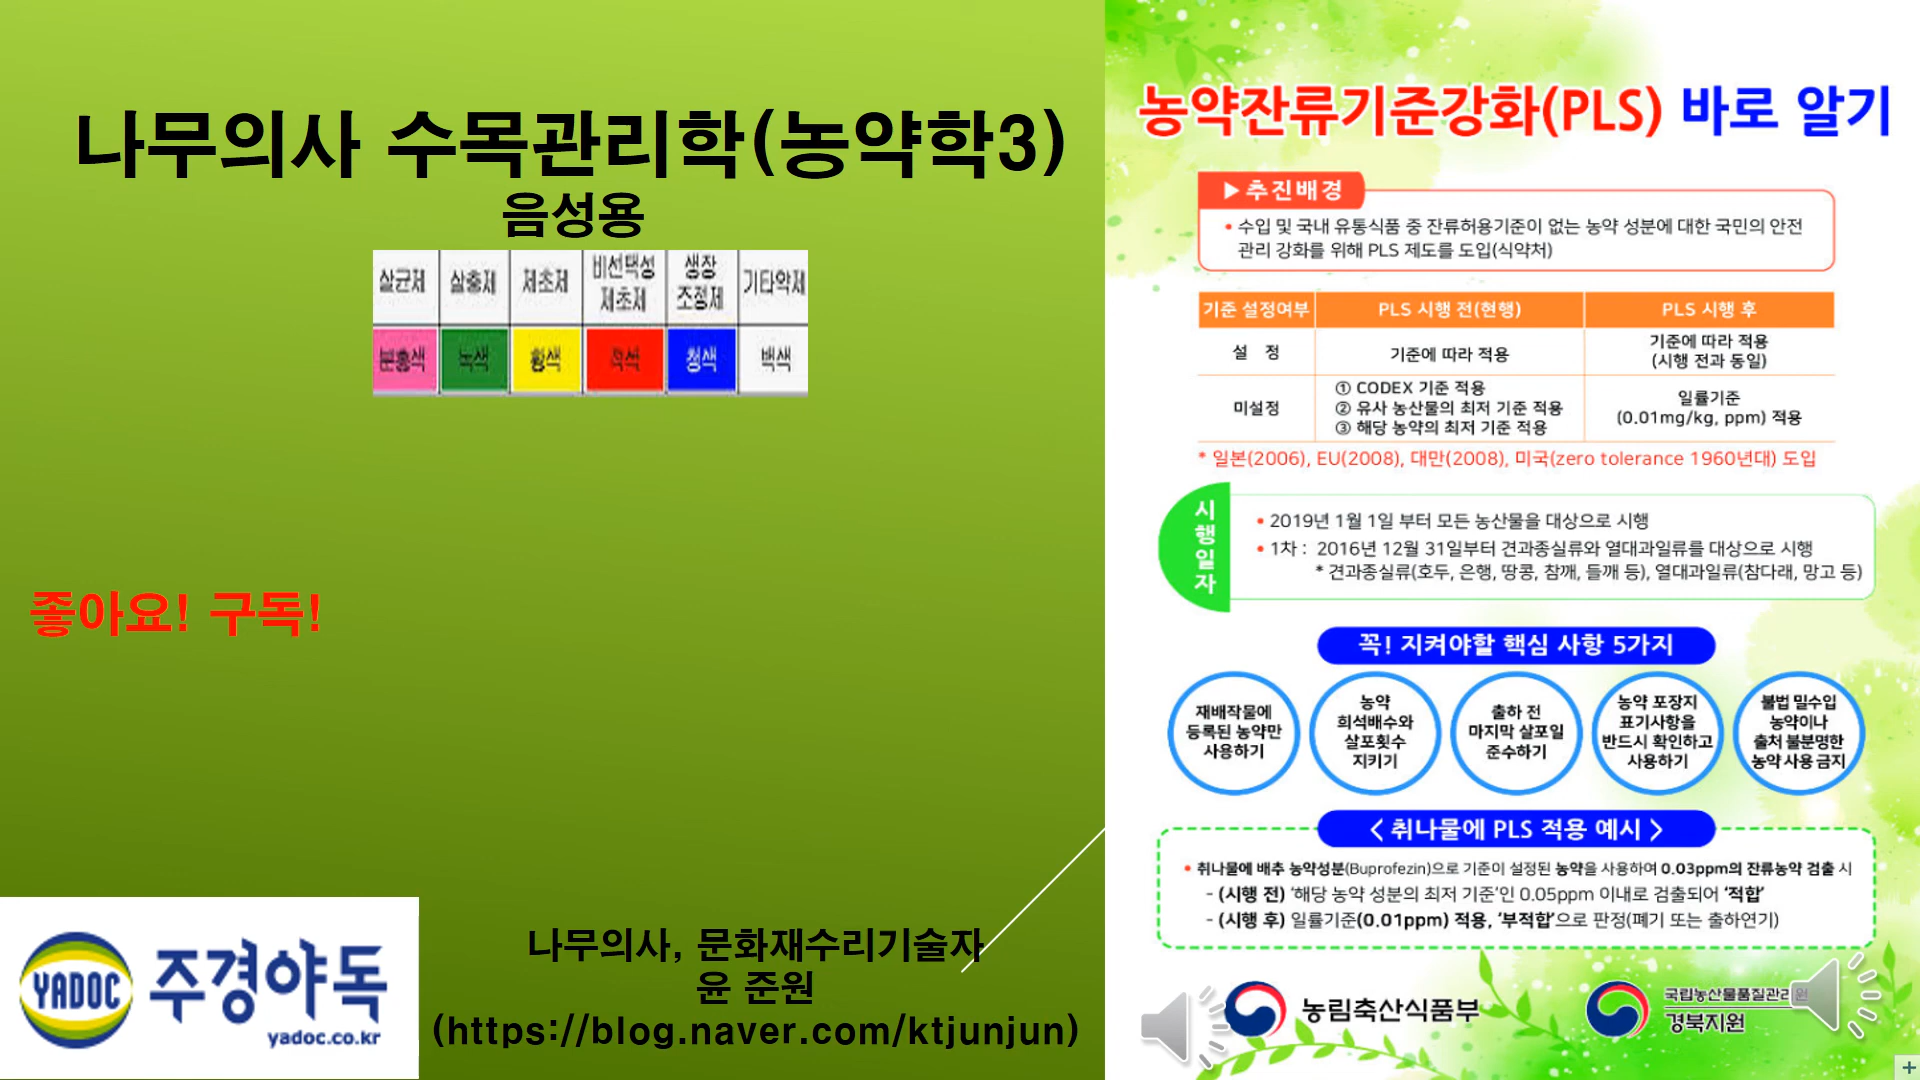 나무의사 수목관리학(농약학3)
음성용
살균제 살충제 제초제 비선택성 제초제 생장 조정제 기타약제
분홍색 녹색 황색 적색 청색 백색
좋아요! 구독!
YADOC 주경야독
yadoc.co.kr
나무의사, 문화재수리기술자
윤 준원
(https://blog.naver.com/ktjunjun)
농약잔류기준강화(PLS) 바로 알기
▶추진배경
• 수입 및 국내 유통식품 중 잔류허용기준이 없는 농약 성분에 대한 국민의 안전
관리 강화를 위해 PLS 제도를 도입(식약처)
기준 설정여부 PLS 시행 전(현행) PLS 시행 후
설 정 기준에 따라 적용 기준에 따라 적용
(시행 전과 동일)
미설정
① CODEX 기준 적용
② 유사 농산물의 최저 기준 적용
③ 해당 농약의 최저 기준 적용
일률기준
(0.01mg/kg, ppm) 적용
* 일본(2006), EU(2008), 대만(2008), 미국(zero tolerance 1960년대) 도입
시행일자
• 2019년 1월 1일 부터 모든 농산물을 대상으로 시행
• 1차 : 2016년 12월 31일부터 견과종실류와 열대과일류를 대상으로 시행
* 견과종실류(호두, 은행, 땅콩, 참깨, 들깨 등), 열대과일류(참다래, 망고 등)
꼭! 지켜야할 핵심 사항 5가지
재배작물에
등록된 농약만
사용하기
농약
희석배수와
살포횟수
지키기
출하 전
마지막 살포일
준수하기
농약 포장지
표기사항을
반드시 확인하고
사용하기
불법 밀수입
농약이나
출처 불분명한
농약 사용 금지
< 취나물에 PLS 적용 예시 >
• 취나물에 배추 농약성분(Buprofezin)으로 기준이 설정된 농약을 사용하여 0.03ppm의 잔류농약 검출 시
- (시행 전) '해당 농약 성분의 최저 기준'인 0.05ppm 이내로 검출되어 '적합'
- (시행 후) 일률기준(0.01ppm) 적용, '부적합'으로 판정(폐기 또는 출하연기)
농림축산식품부
국립농산물품질관리원
경북지원